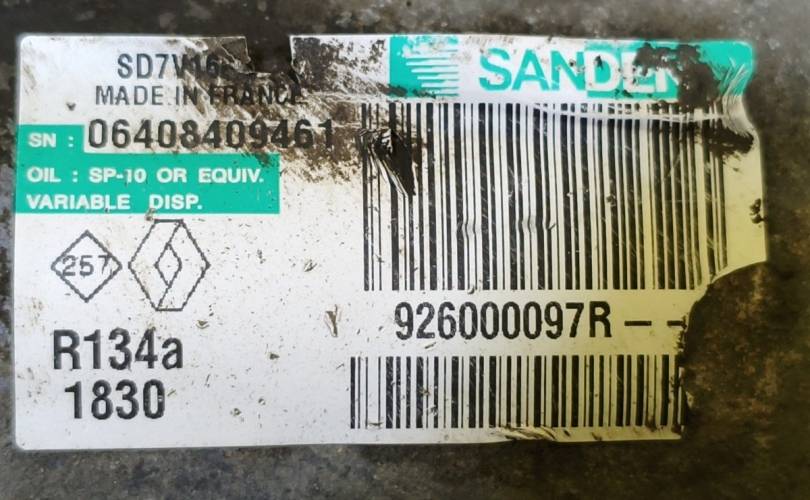 SD7V16
MADE IN FRANCE
SANDEN
SN : 06408409461
OIL : SP-10 OR EQUIV.
VARIABLE DISP.
257
926000097R – -
R134a
1830